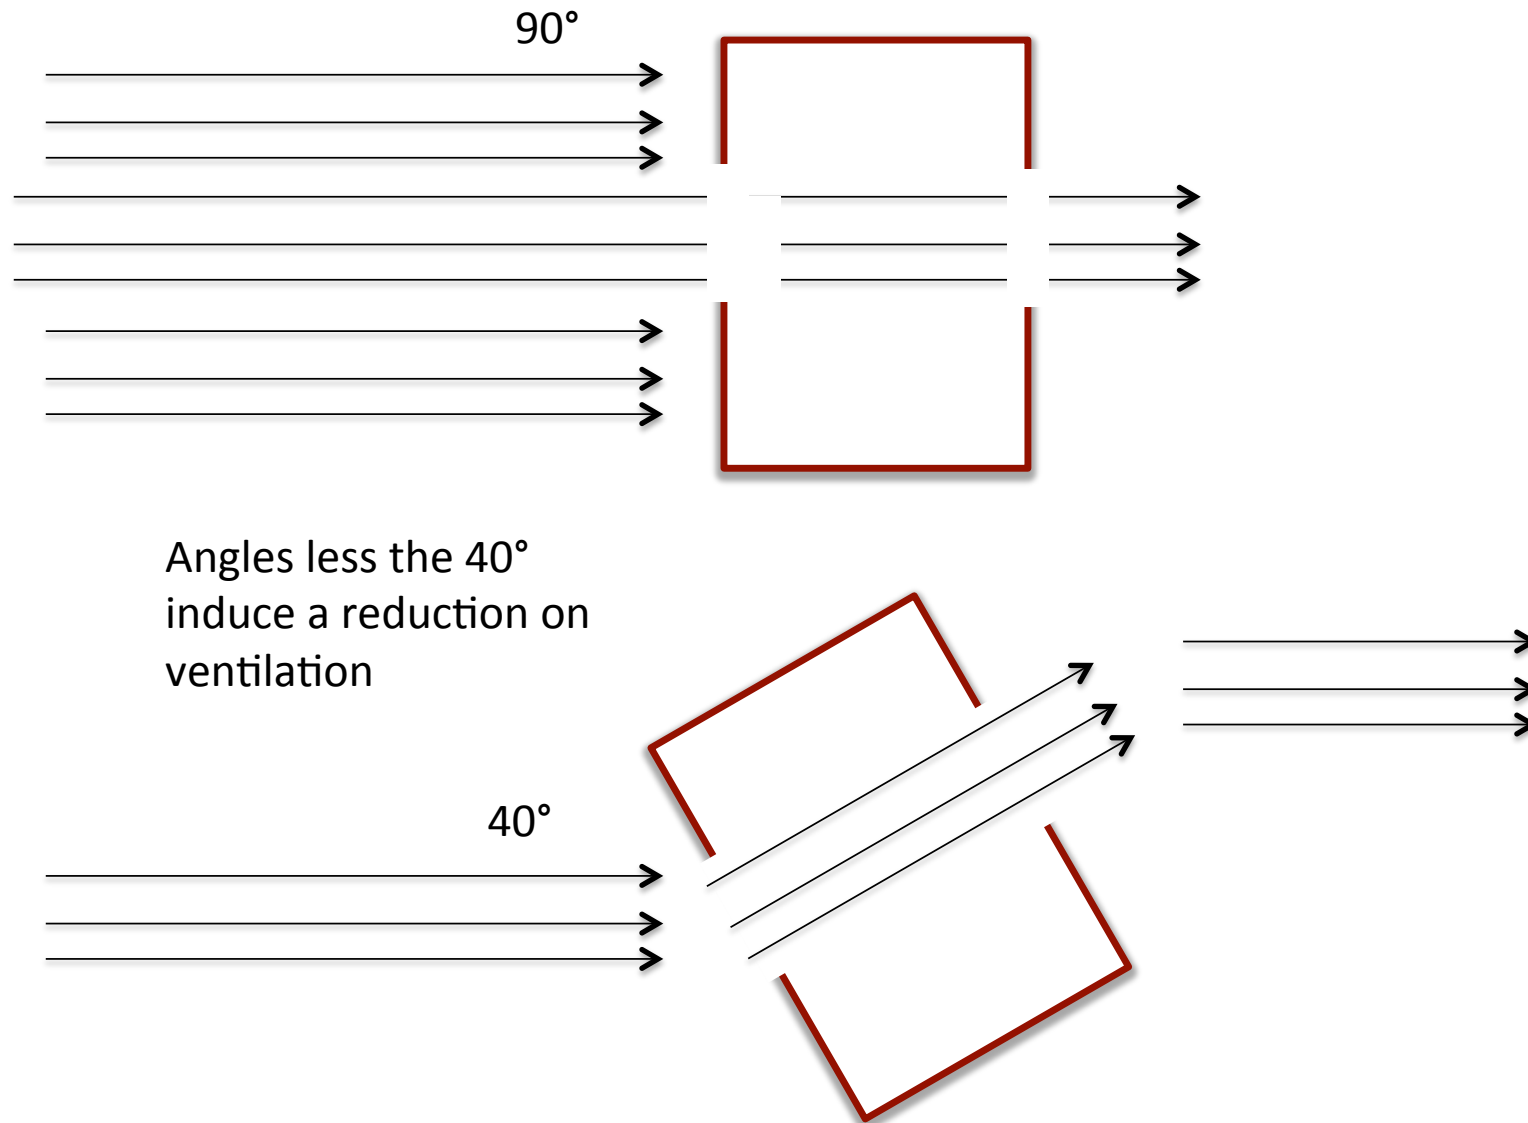 90°
Angles less the 40°
induce a reduction on
ventilation
40°